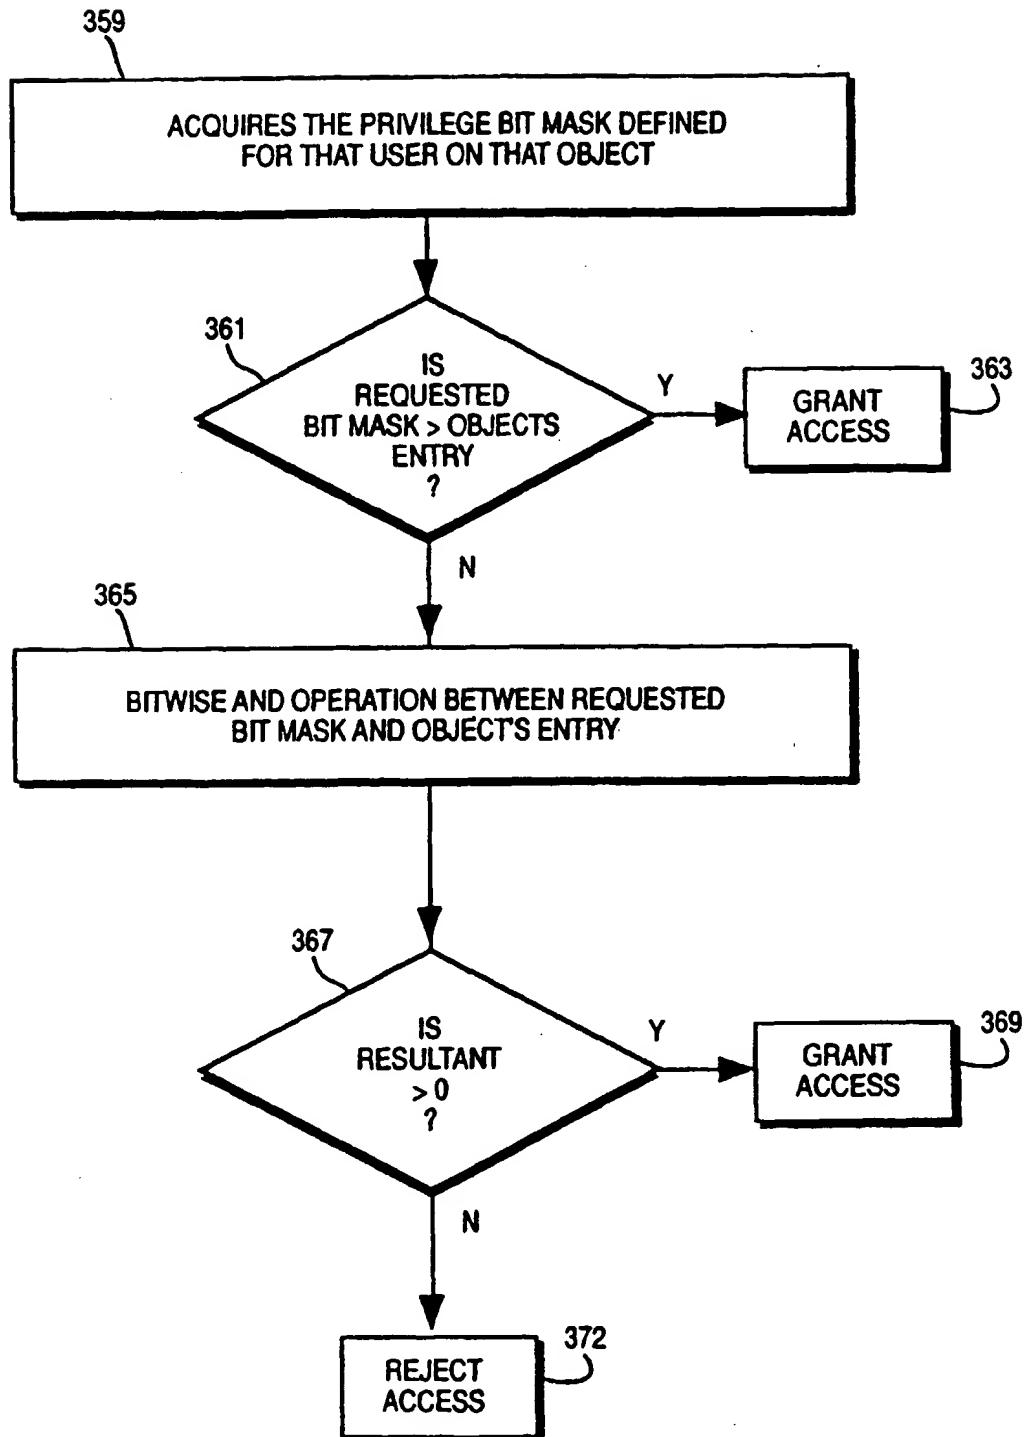 359
ACQUIRES THE PRIVILEGE BIT MASK DEFINED
FOR THAT USER ON THAT OBJECT
361
IS
REQUESTED
BIT MASK > OBJECTS
ENTRY
?
Y
GRANT
ACCESS
363
N
365
BITWISE AND OPERATION BETWEEN REQUESTED
BIT MASK AND OBJECT'S ENTRY
367
IS
RESULTANT
> 0
?
Y
GRANT
ACCESS
369
N
REJECT
ACCESS
372